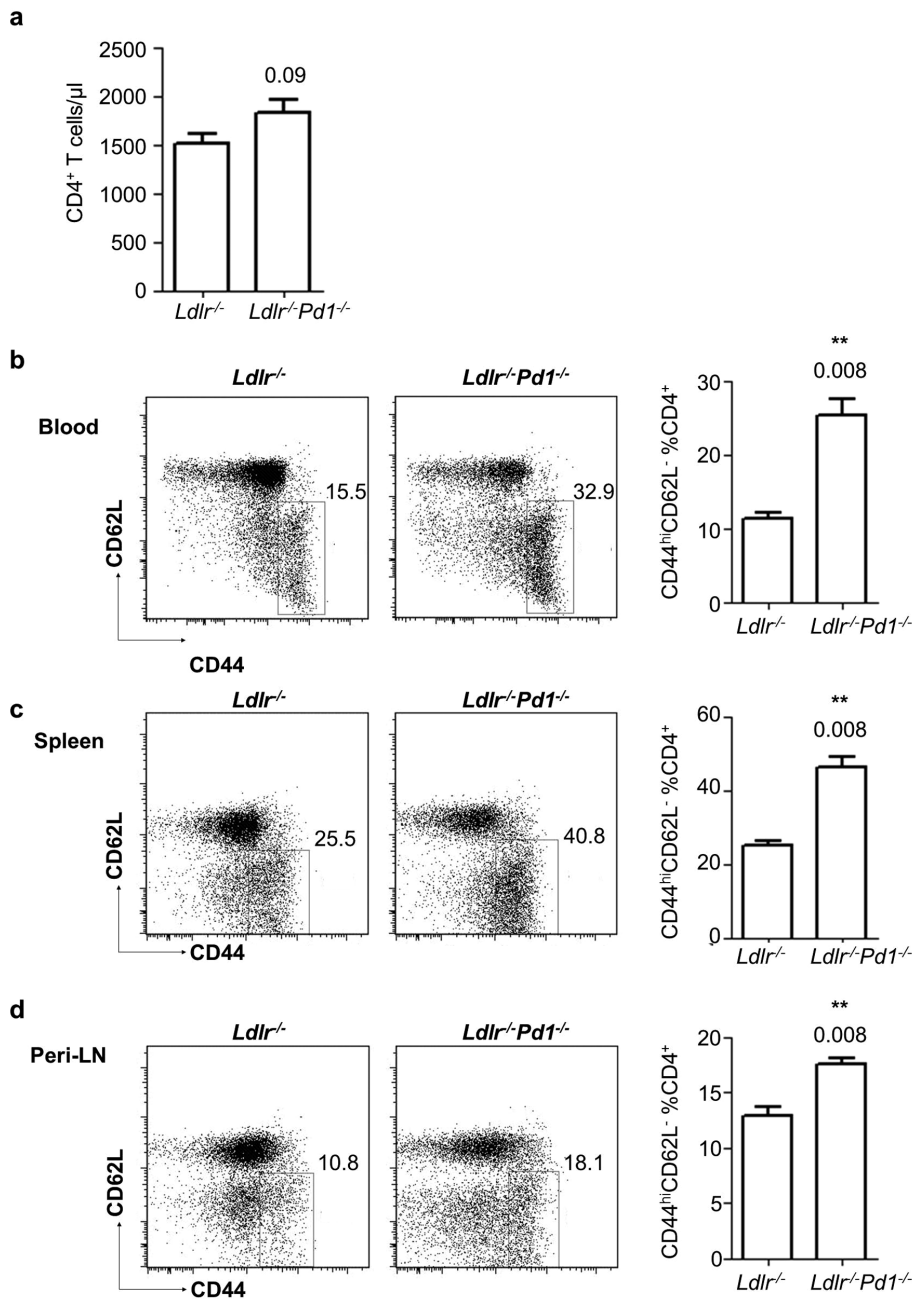 a
2500
2000
1500
1000
500
0
CD4⁺ T cells/µl
0.09
Ldlr⁻/⁻
Ldlr⁻/⁻Pd1⁻/⁻
b
Blood
Ldlr⁻/⁻
Ldlr⁻/⁻Pd1⁻/⁻
15.5
32.9
CD62L
CD44
**
0.008
30
20
10
0
CD44ʰⁱCD62L⁻ %CD4⁺
Ldlr⁻/⁻
Ldlr⁻/⁻Pd1⁻/⁻
c
Spleen
Ldlr⁻/⁻
Ldlr⁻/⁻Pd1⁻/⁻
25.5
40.8
CD62L
CD44
**
0.008
60
40
20
0
CD44ʰⁱCD62L⁻ %CD4⁺
Ldlr⁻/⁻
Ldlr⁻/⁻Pd1⁻/⁻
d
Peri-LN
Ldlr⁻/⁻
Ldlr⁻/⁻Pd1⁻/⁻
10.8
18.1
CD62L
CD44
**
0.008
20
15
10
5
0
CD44ʰⁱCD62L⁻ %CD4⁺
Ldlr⁻/⁻
Ldlr⁻/⁻Pd1⁻/⁻